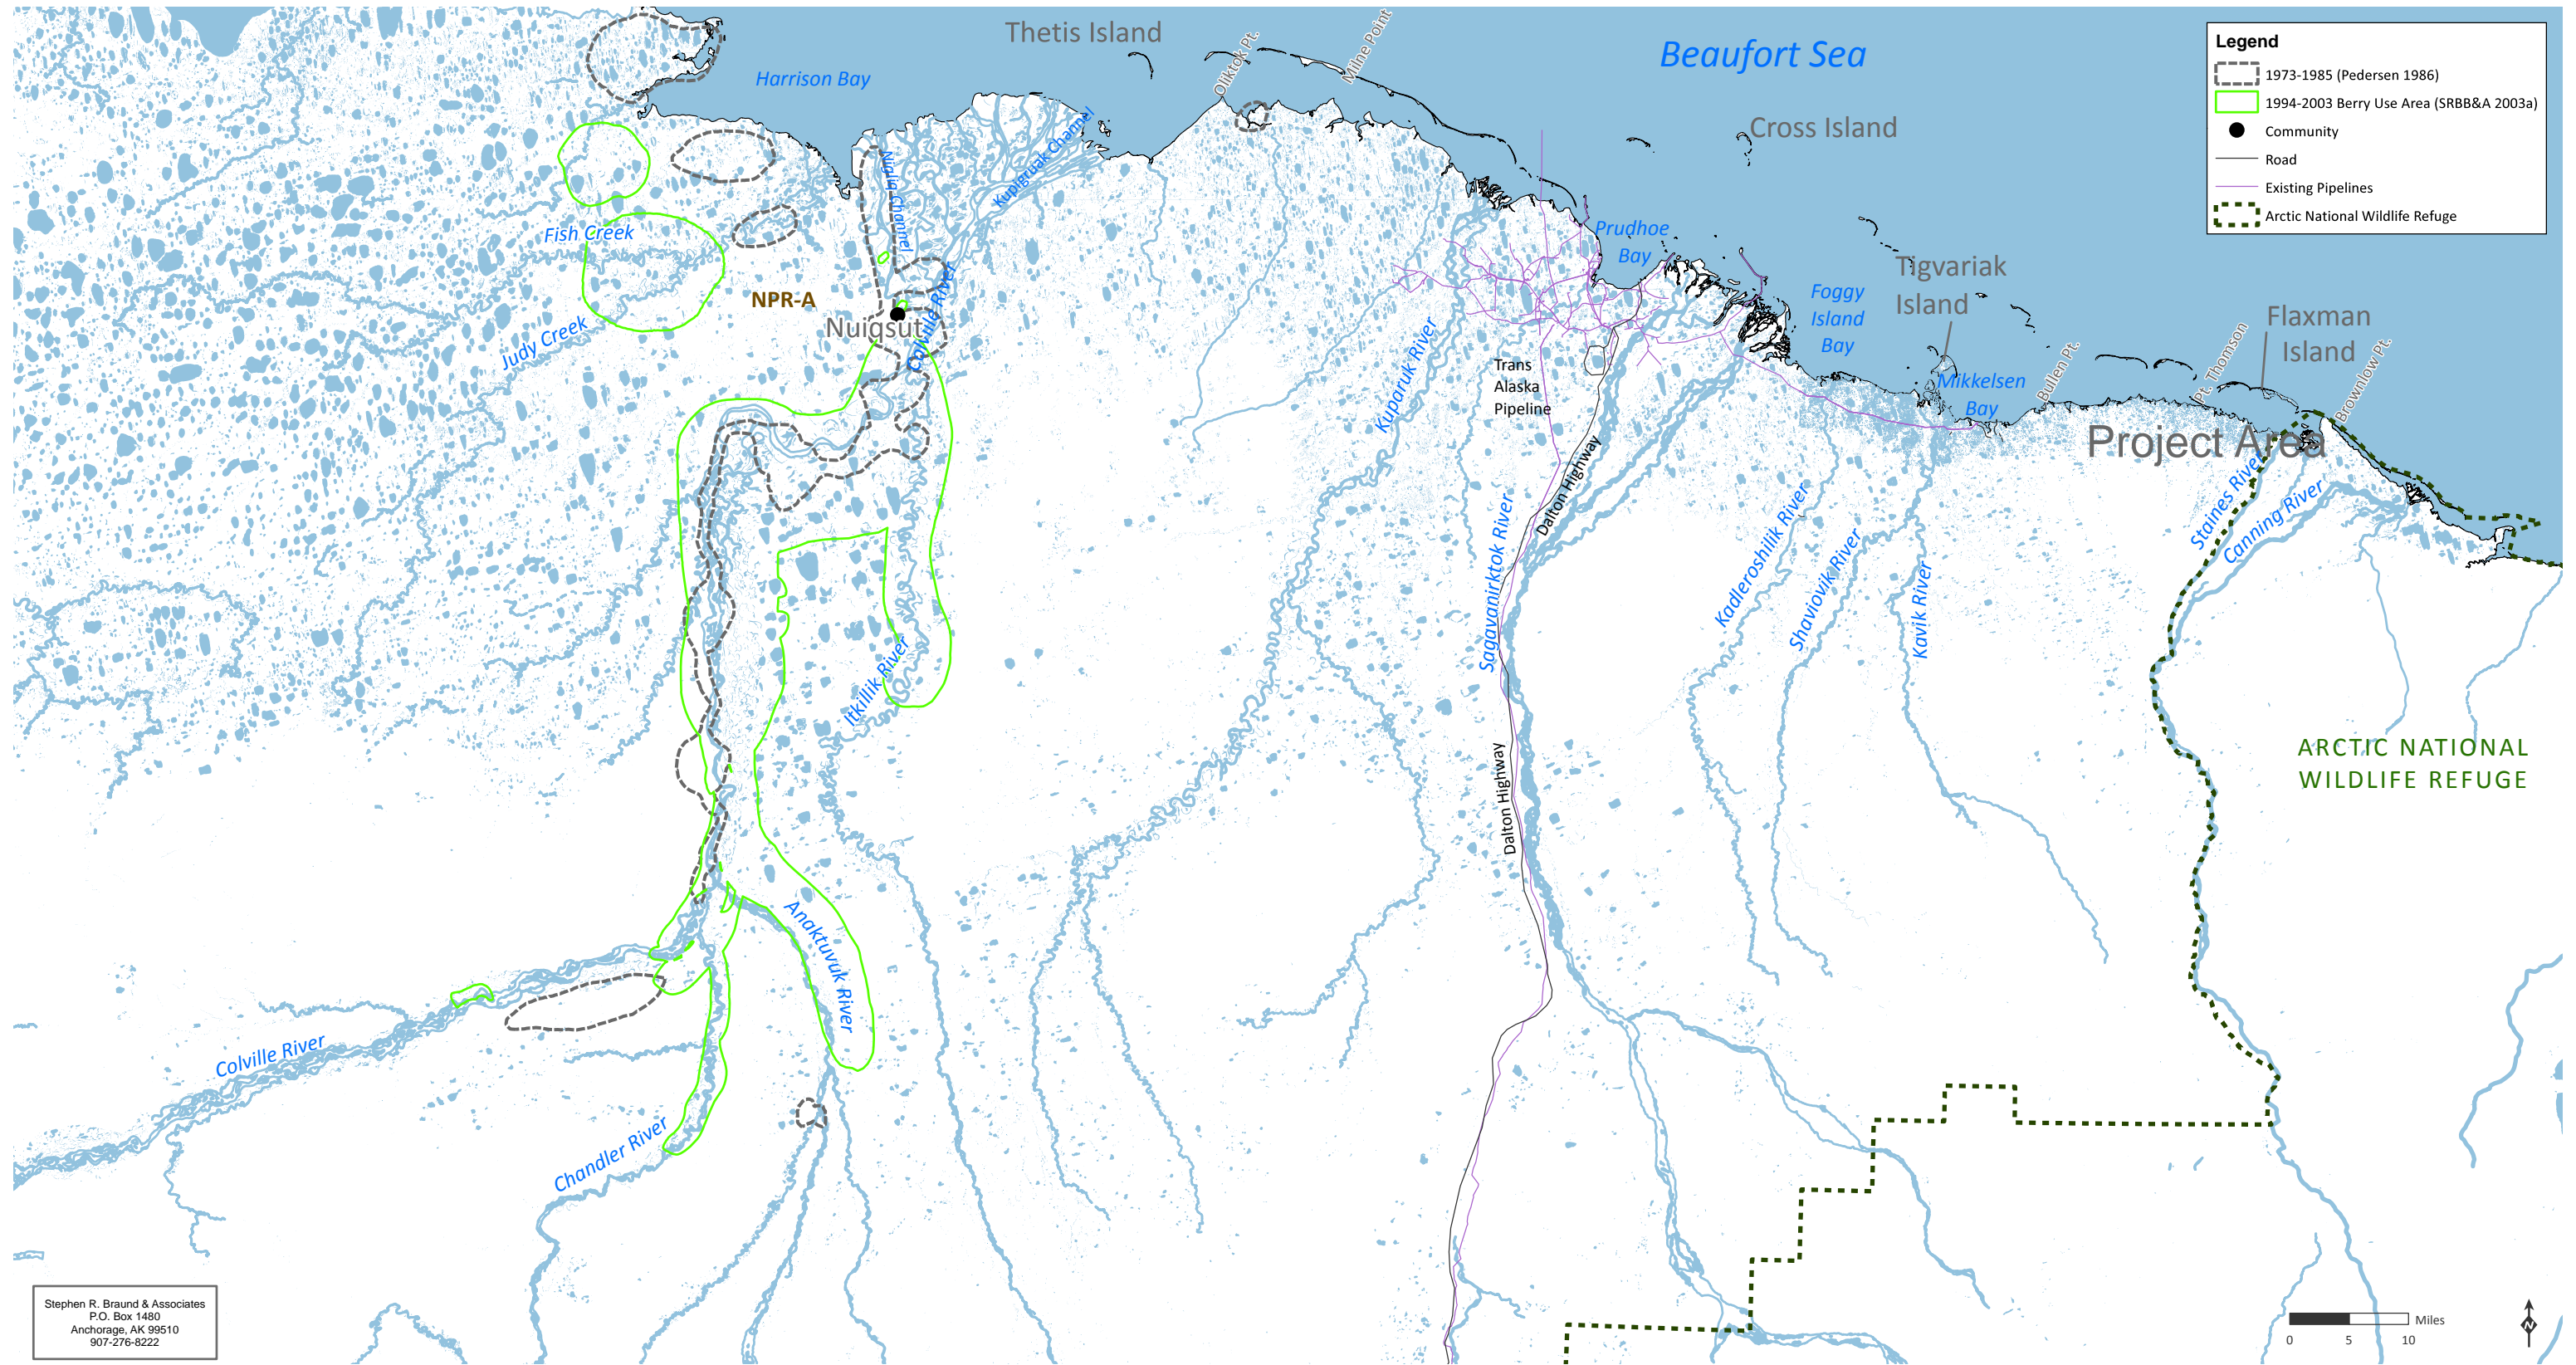 Thetis Island
Beaufort Sea
Harrison Bay
Oliktok Pt.
Milne Point
Cross Island
Legend
1973-1985 (Pedersen 1986)
1994-2003 Berry Use Area (SRBB&A 2003a)
Community
Road
Existing Pipelines
Arctic National Wildlife Refuge
Kupigruak Channel
Nigliq Channel
Fish Creek
Prudhoe
Bay
Tigvariak
Island
NPR-A
Nuiqsut
Colville River
Judy Creek
Foggy
Island
Bay
Flaxman
Island
Kuparuk River
Trans
Alaska
Pipeline
Mikkelsen
Bay
Bullen Pt.
Pt. Thomson
Brownlow Pt.
Project Area
Dalton Highway
Sagavanirktok River
Kadleroshilik River
Shaviovik River
Kavik River
Staines River
Canning River
Itkillik River
Dalton Highway
ARCTIC NATIONAL
WILDLIFE REFUGE
Anaktuvuk River
Colville River
Chandler River
Stephen R. Braund & Associates
P.O. Box 1480
Anchorage, AK 99510
907-276-8222
Miles
0 5 10
N